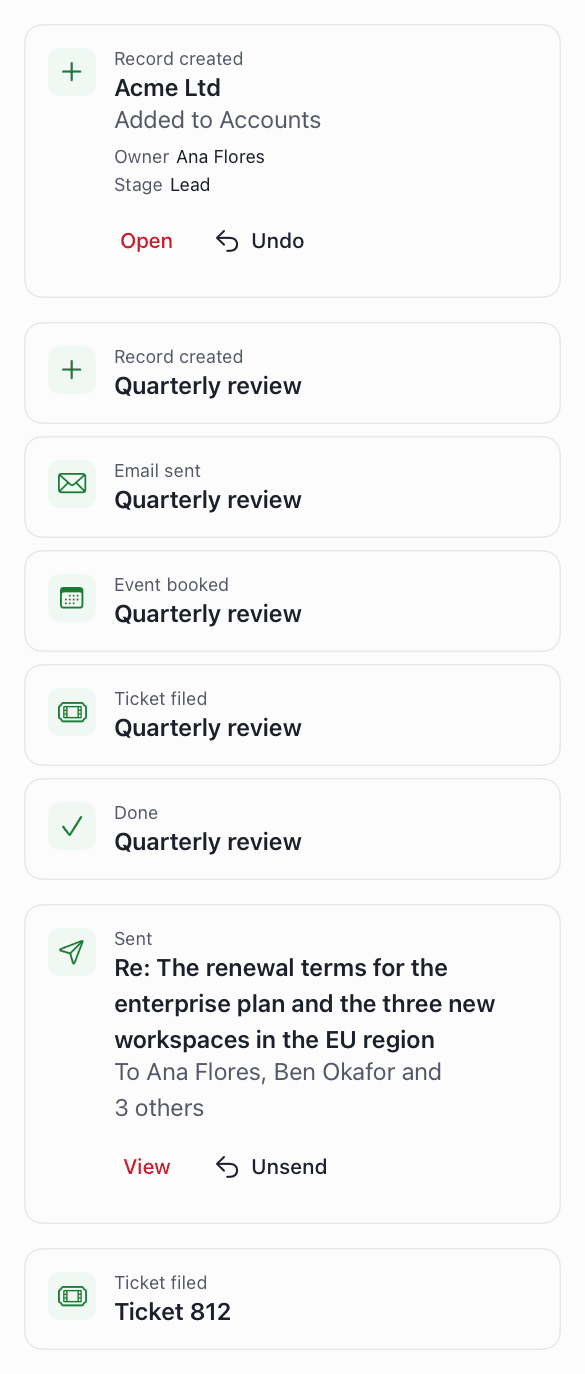 Record created
Acme Ltd
Added to Accounts
Owner Ana Flores
Stage Lead
Open Undo
Record created
Quarterly review
Email sent
Quarterly review
Event booked
Quarterly review
Ticket filed
Quarterly review
Done
Quarterly review
Sent
Re: The renewal terms for the
enterprise plan and the three new
workspaces in the EU region
To Ana Flores, Ben Okafor and
3 others
View Unsend
Ticket filed
Ticket 812